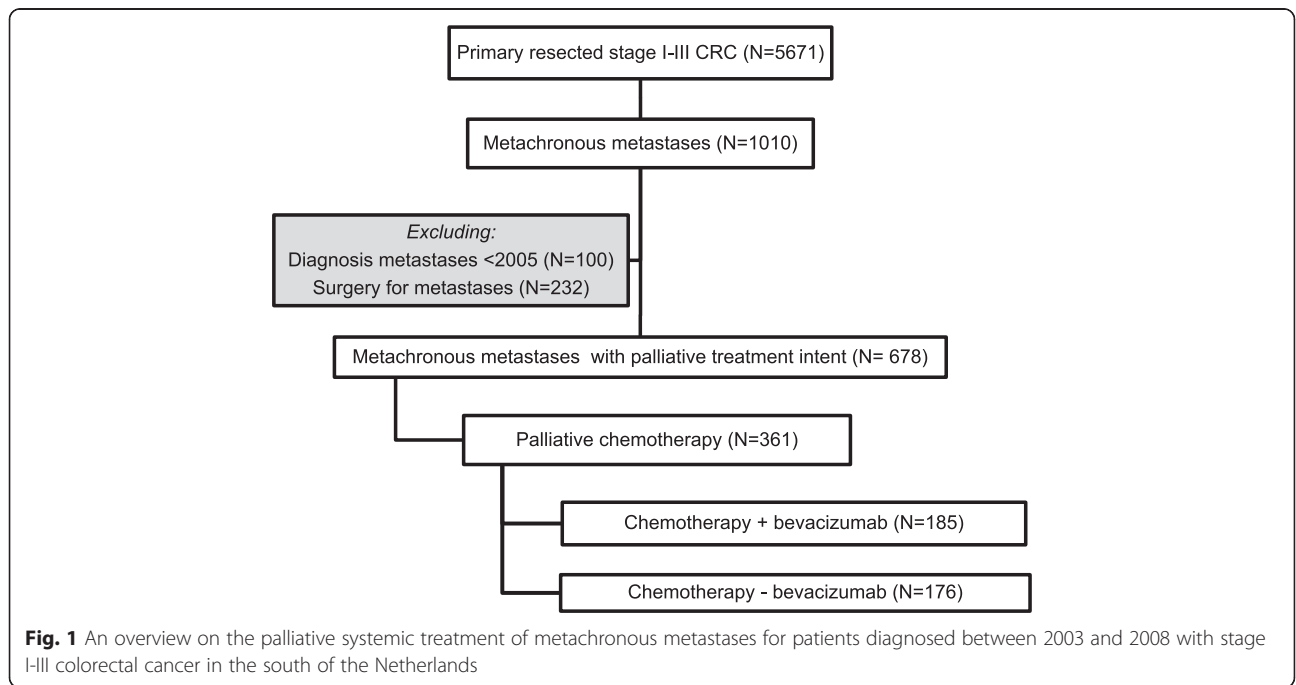 Primary resected stage I-III CRC (N=5671)
Metachronous metastases (N=1010)
Excluding:
Diagnosis metastases <2005 (N=100)
Surgery for metastases (N=232)
Metachronous metastases with palliative treatment intent (N= 678)
Palliative chemotherapy (N=361)
Chemotherapy + bevacizumab (N=185)
Chemotherapy - bevacizumab (N=176)
Fig. 1 An overview on the palliative systemic treatment of metachronous metastases for patients diagnosed between 2003 and 2008 with stage
I-III colorectal cancer in the south of the Netherlands